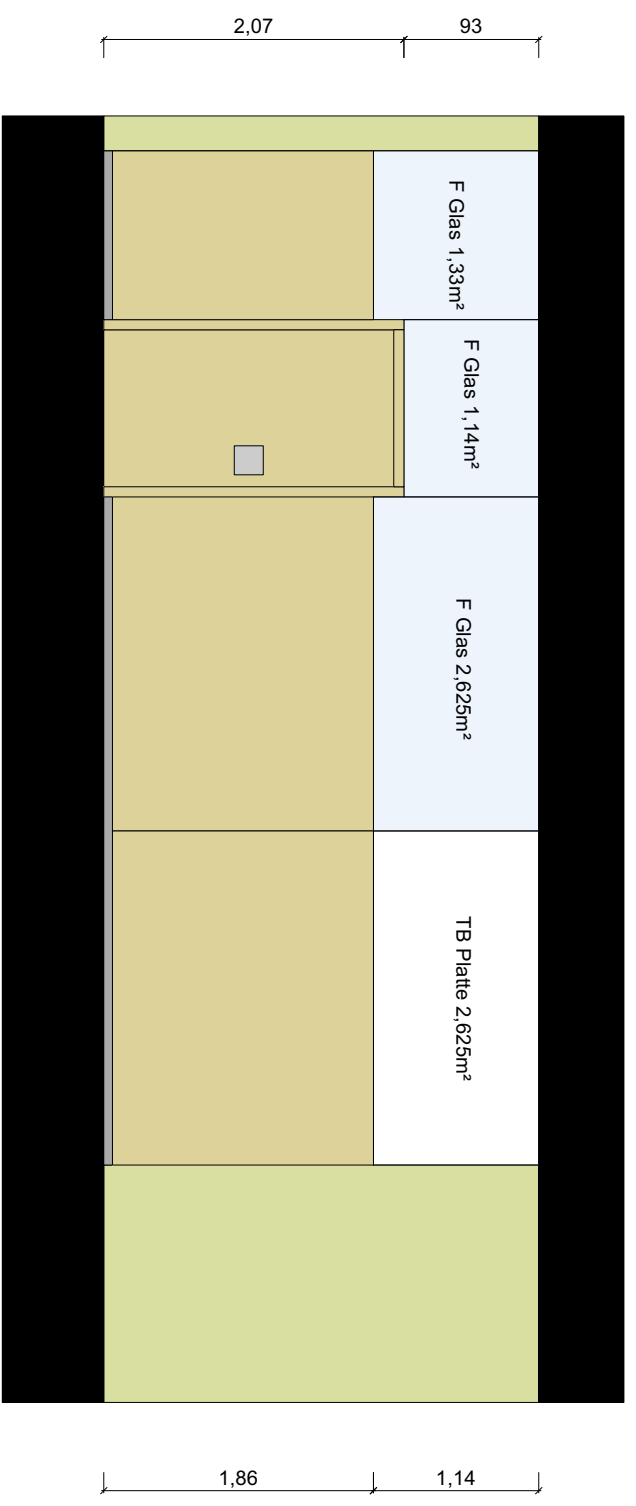 2,07
93
F Glas 1,33m²
F Glas 1,14m²
F Glas 2,625m²
TB Platte 2,625m²
1,86
1,14